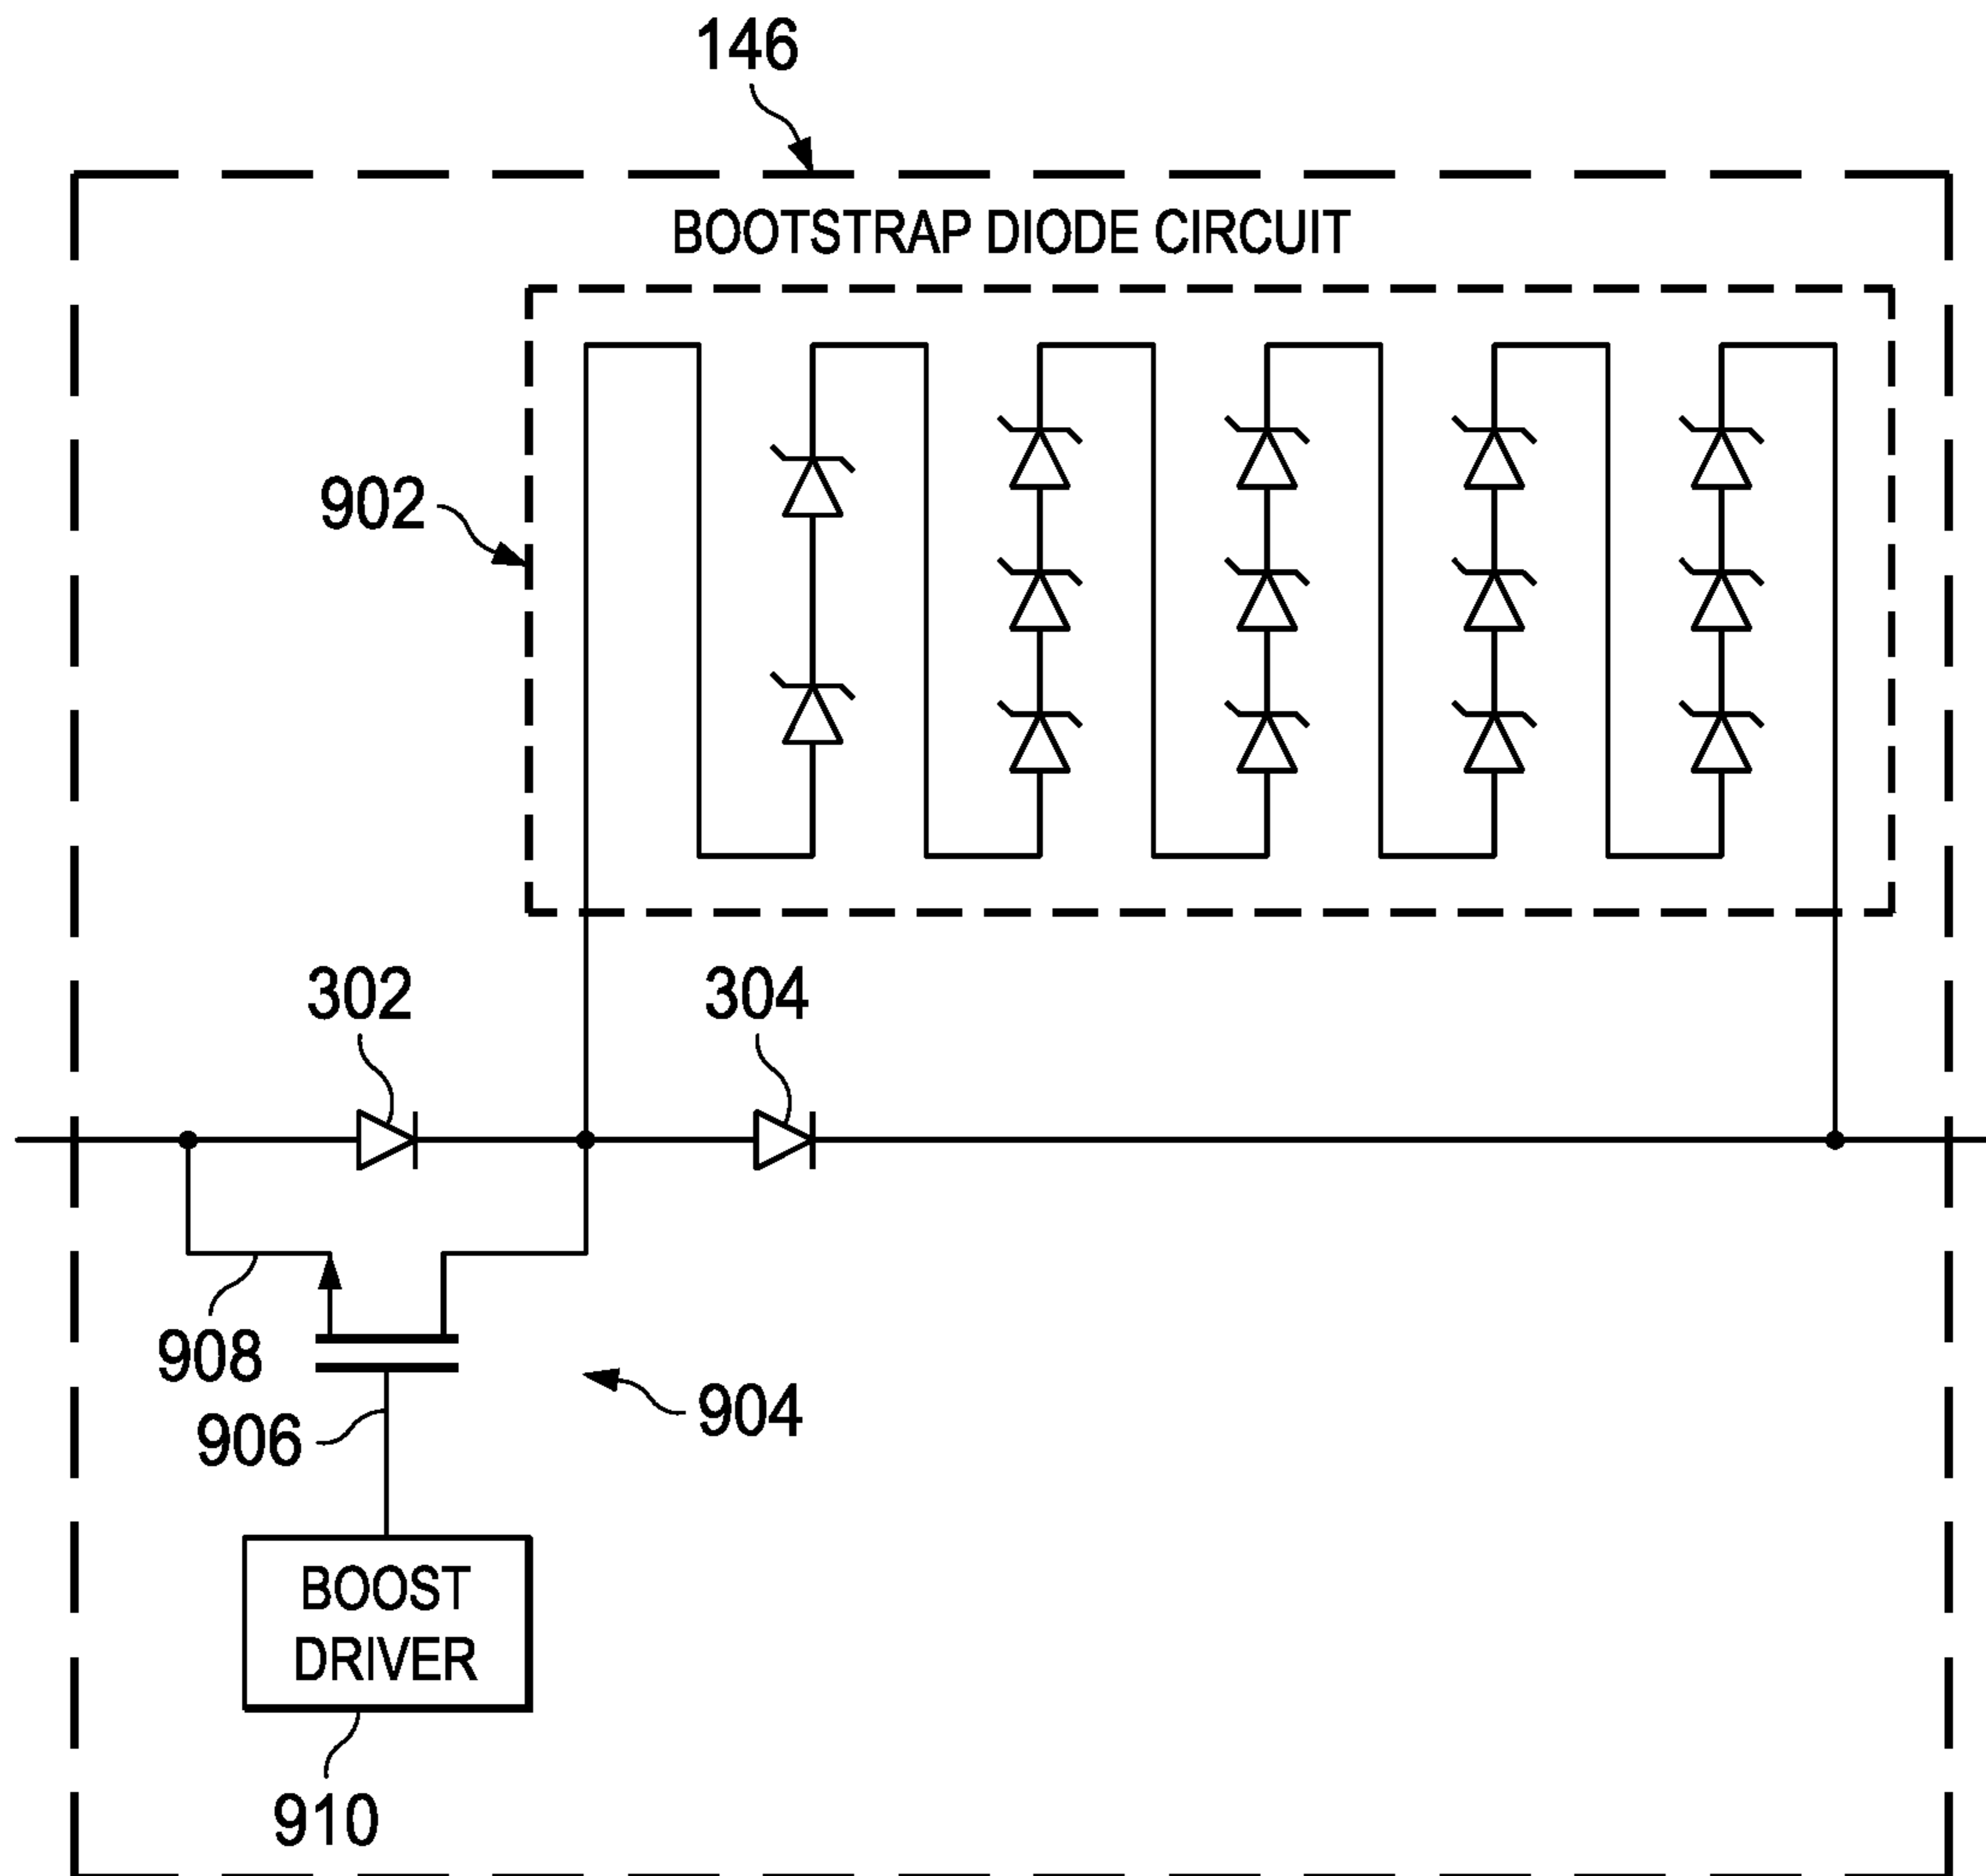 146
BOOTSTRAP DIODE CIRCUIT
902
302
304
908
904
906
BOOST
DRIVER
910